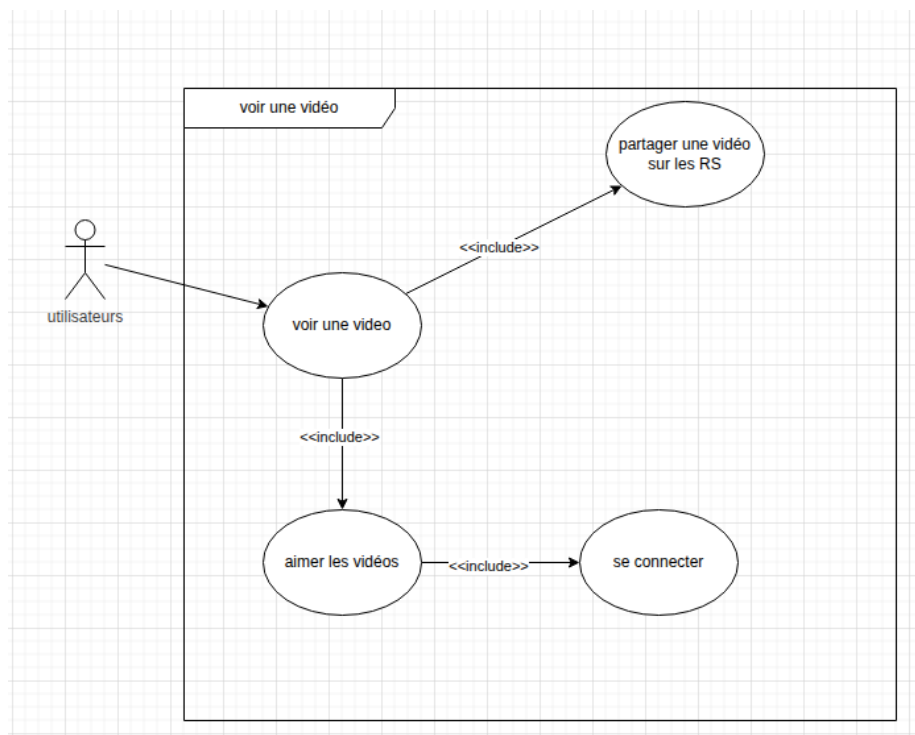 voir une vidéo
partager une vidéo
sur les RS
<<include>>
utilisateurs
voir une video
<<include>>
aimer les vidéos
<<include>>
se connecter